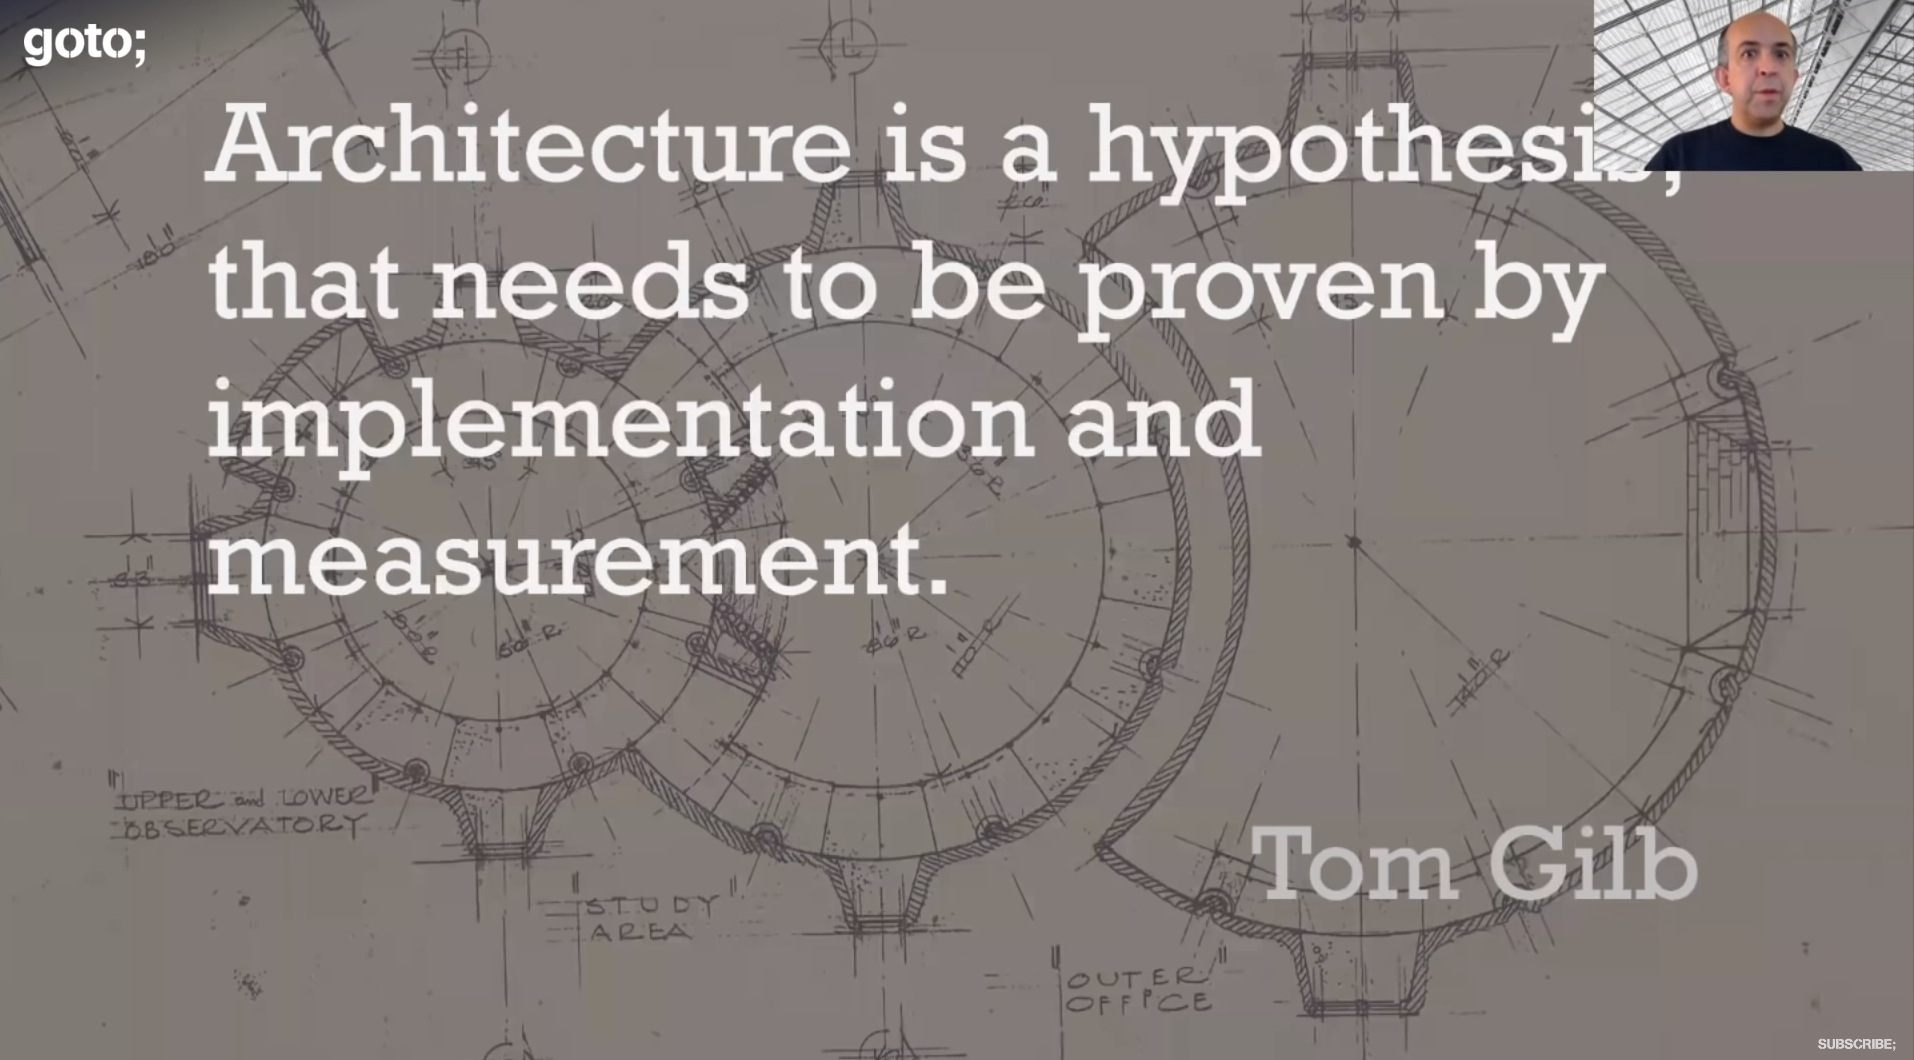 goto;
Architecture is a hypothesis,
that needs to be proven by
implementation and
measurement.
Tom Gilb
"UPPER and LOWER"
OBSERVATORY
"STUDY"
AREA
"OUTER"
OFFICE
SUBSCRIBE;